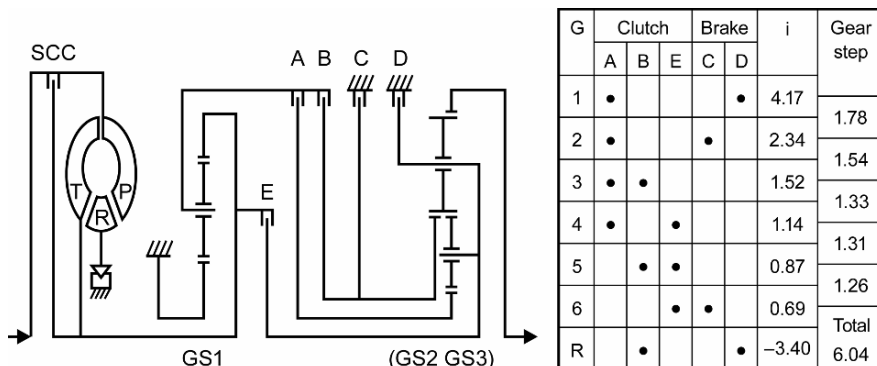 SCC
A B C D
T P
R
E
GS1 (GS2 GS3)
G Clutch Brake i Gear step
A B E C D
1 • • 4.17
1.78
2 • • 2.34
1.54
3 • • 1.52
1.33
4 • • 1.14
1.31
5 • • 0.87
1.26
6 • • 0.69
Total
R • • –3.40 6.04